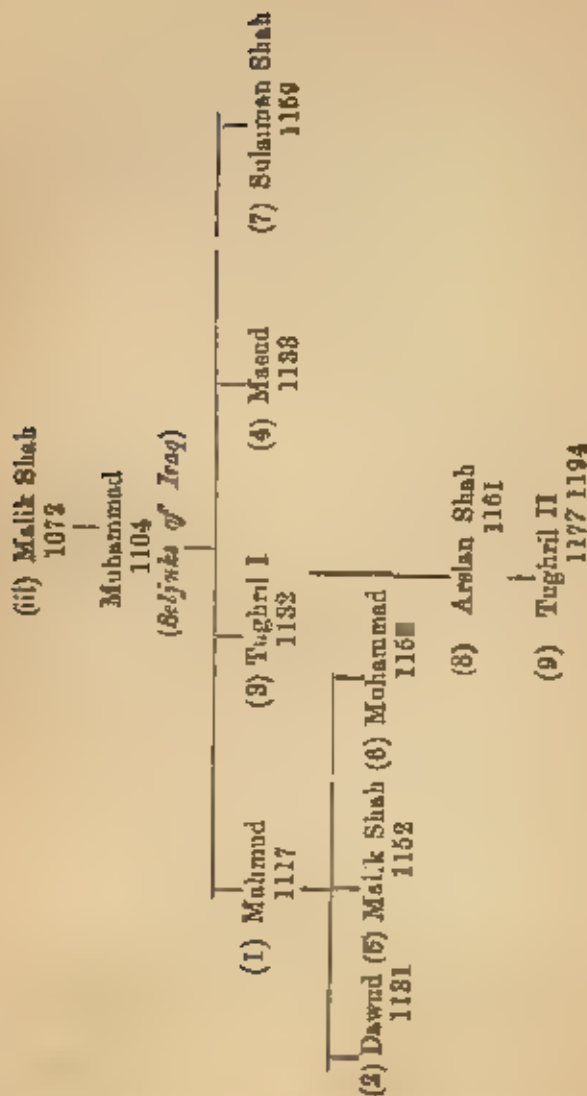 (iii) Malik Shah
1072
Muhammad
1104
(Seljuks of Iraq)
(1) Mahmud
1117
(3) Tughril I
1132
(4) Masud
1133
(7) Sulaiman Shah
1159
(2) Dawud (5) Malik Shah (6) Muhammad
1131
1152
(8) Arslan Shah
1161
(9) Tughril II
1177 1194